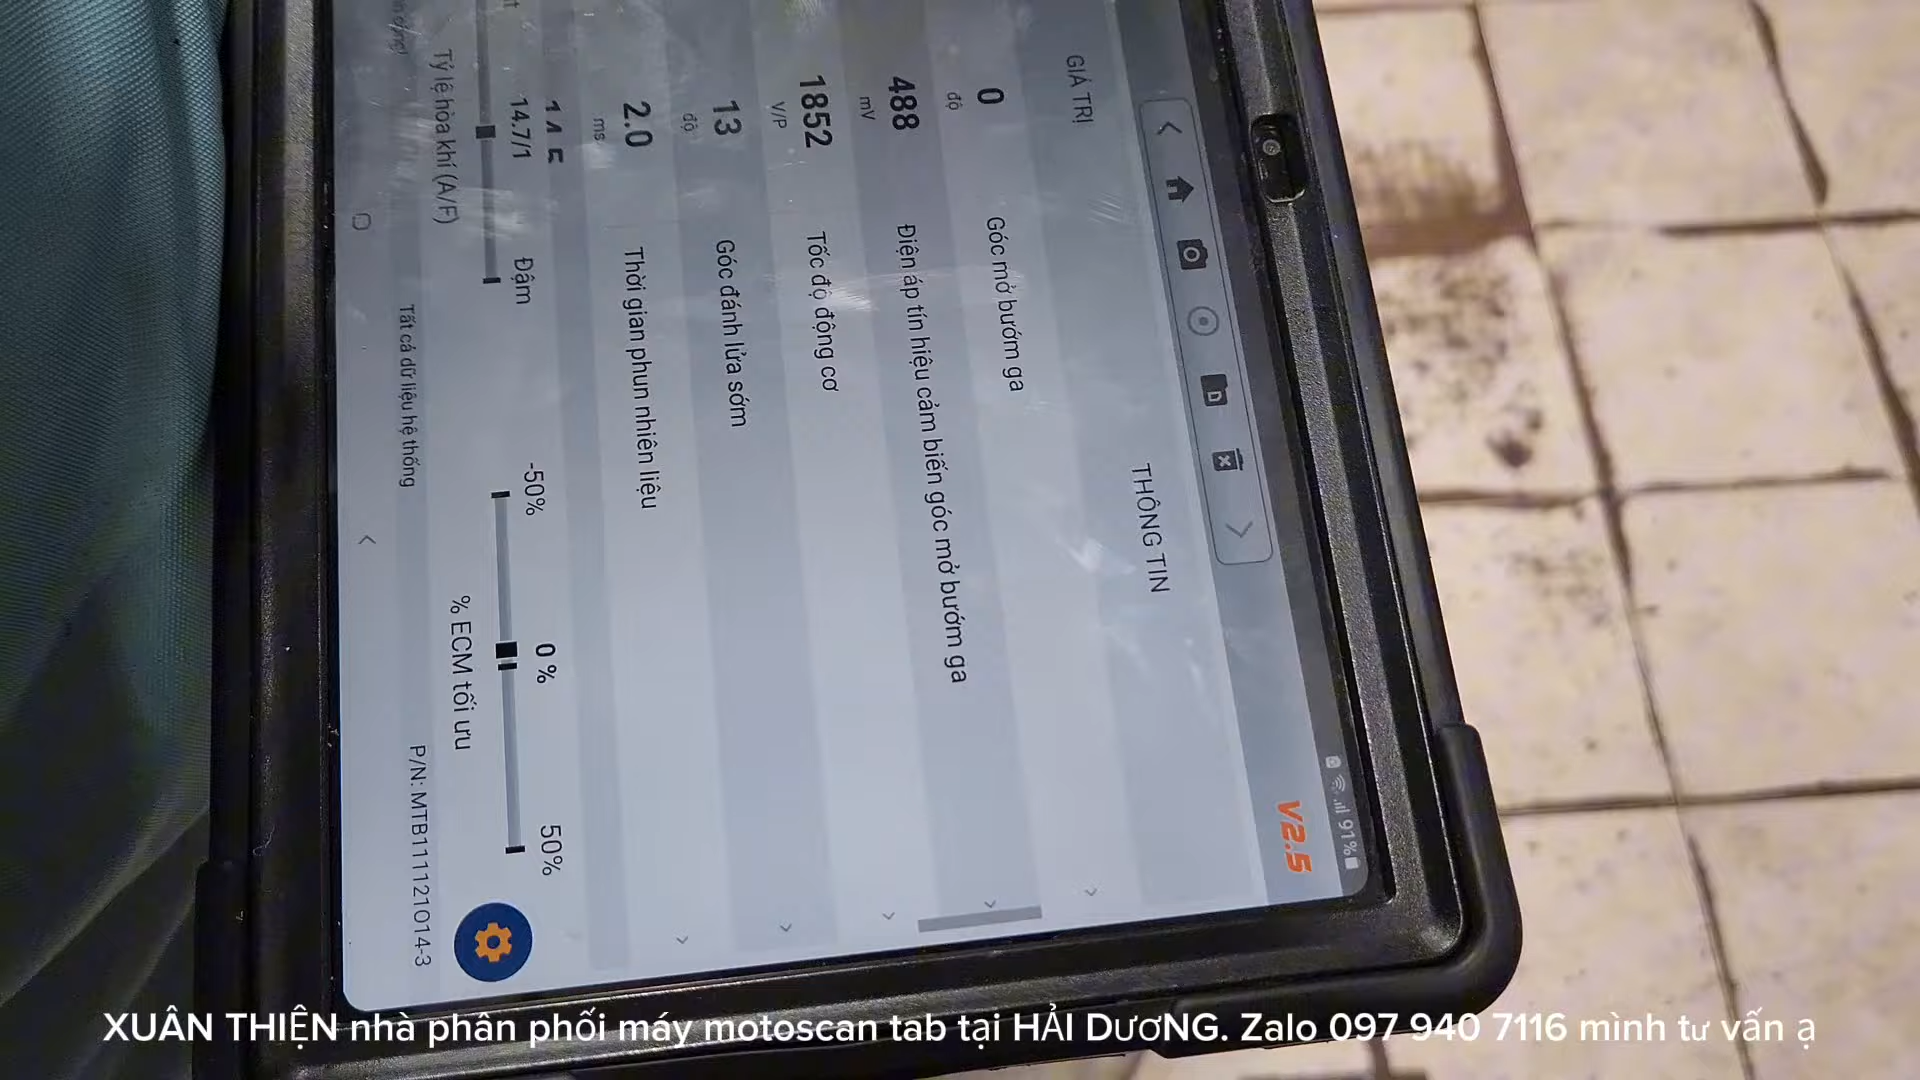 91%
V2.5
THÔNG TIN
GIÁ TRỊ
Góc mở bướm ga
0
độ
Điện áp tín hiệu cảm biến góc mở bướm ga
488
mV
Tốc độ động cơ
1852
V/P
Góc đánh lửa sớm
13
độ
Thời gian phun nhiên liệu
2.0
ms
14.7/1
Đậm
-50%
0 %
50%
Tỷ lệ hòa khí (A/F)
% ECM tối ưu
Tất cả dữ liệu hệ thống
P/N: MTB111121014-3
XUÂN THIỆN nhà phân phối máy motoscan tab tại HẢI DươNG. Zalo 097 940 7116 mình tư vấn ạ